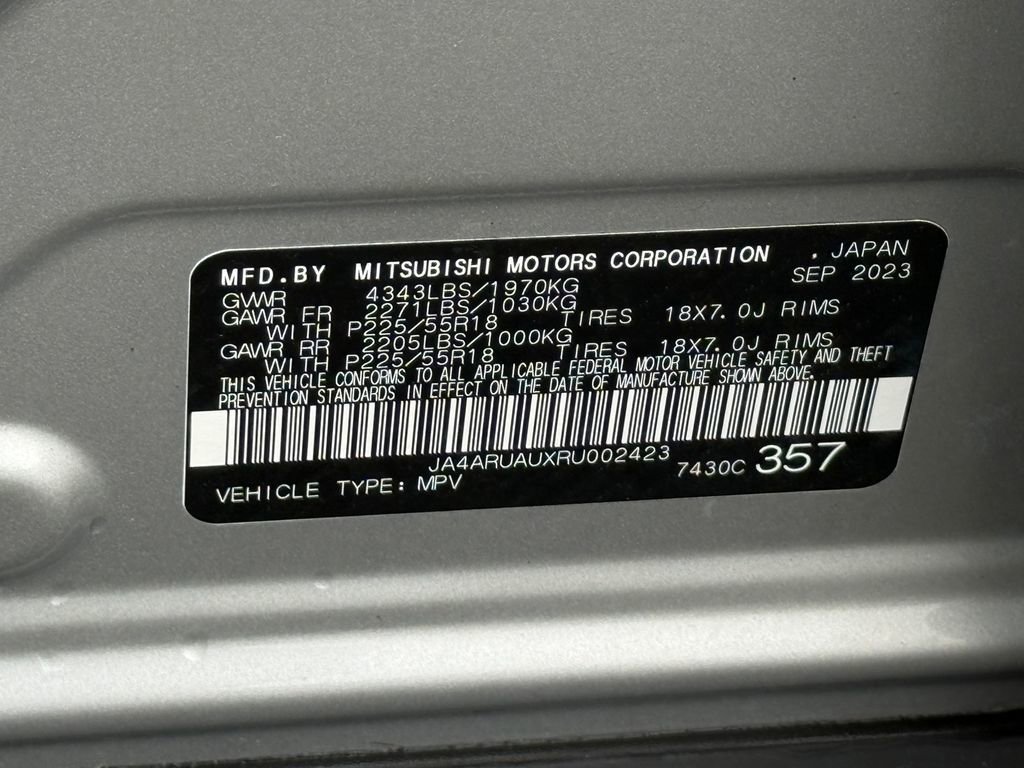 MFD.BY MITSUBISHI MOTORS CORPORATION . JAPAN
SEP 2023
GVWR 4343LBS/1970KG
GAWR FR 2271LBS/1030KG
WITH P225/55R18 TIRES 18X7.0J RIMS
GAWR RR 2205LBS/1000KG
WITH P225/55R18 TIRES 18X7.0J RIMS
THIS VEHICLE CONFORMS TO ALL APPLICABLE FEDERAL MOTOR VEHICLE SAFETY AND THEFT
PREVENTION STANDARDS IN EFFECT ON THE DATE OF MANUFACTURE SHOWN ABOVE.
JA4ARUAUXRU002423
VEHICLE TYPE: MPV 7430C 357